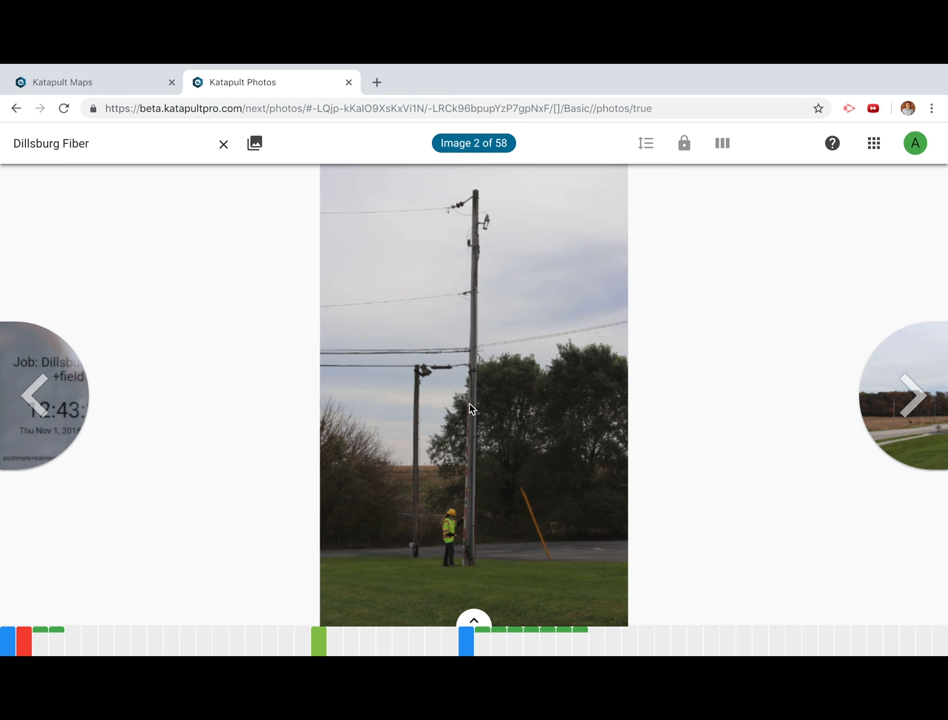 Katapult Maps
Katapult Photos
https://beta.katapultpro.com/next/photos/#-LQjp-kKaIO9XsKxVi1N/-LRCk96bpupYzP7gpNxF/[]/Basic//photos/true
Dillsburg Fiber
Image 2 of 58
A
Job: Dillsbu
+field
12:43:
Thu Nov 1, 201